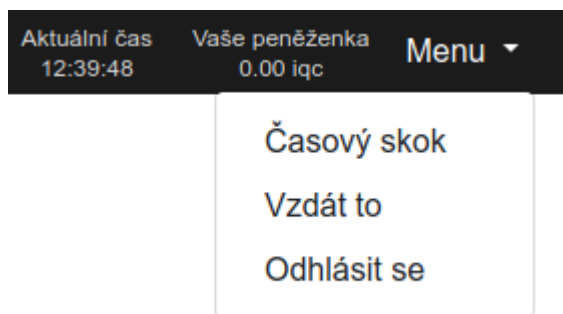 Aktuální čas
12:39:48
Vaše peněženka
0.00 iqc
Menu
Časový skok
Vzdát to
Odhlásit se